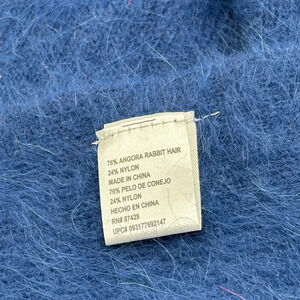 76% ANGORA RABBIT HAIR
24% NYLON
MADE IN CHINA
76% PELO DE CONEJO
24% NYLON
HECHO EN CHINA
RN# 87429
UPC# 093177692147